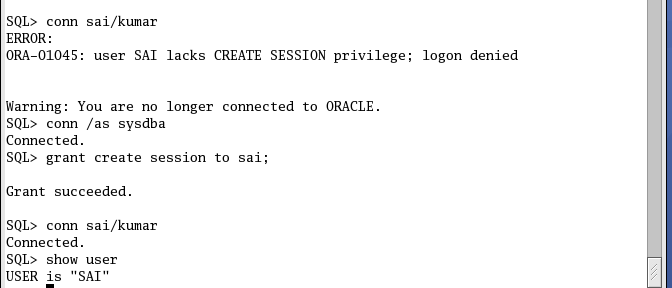 SQL> conn sai/kumar
ERROR:
ORA-01045: user SAI lacks CREATE SESSION privilege; logon denied
Warning: You are no longer connected to ORACLE.
SQL> conn /as sysdba
Connected.
SQL> grant create session to sai;
Grant succeeded.
SQL> conn sai/kumar
Connected.
SQL> show user
USER is "SAI"